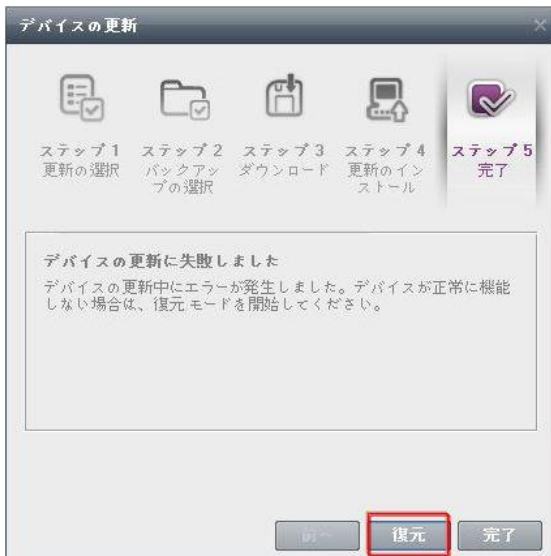 デバイスの更新
ステップ 1
更新の選択
ステップ 2
バックアッ
プの選択
ステップ 3
ダウンロード
ステップ 4
更新のイン
ストール
ステップ 5
完了
デバイスの更新に失敗しました
デバイスの更新中にエラーが発生しました。デバイスが正常に機能
しない場合は、復元 モードを開始してください。
前へ
復元
完了